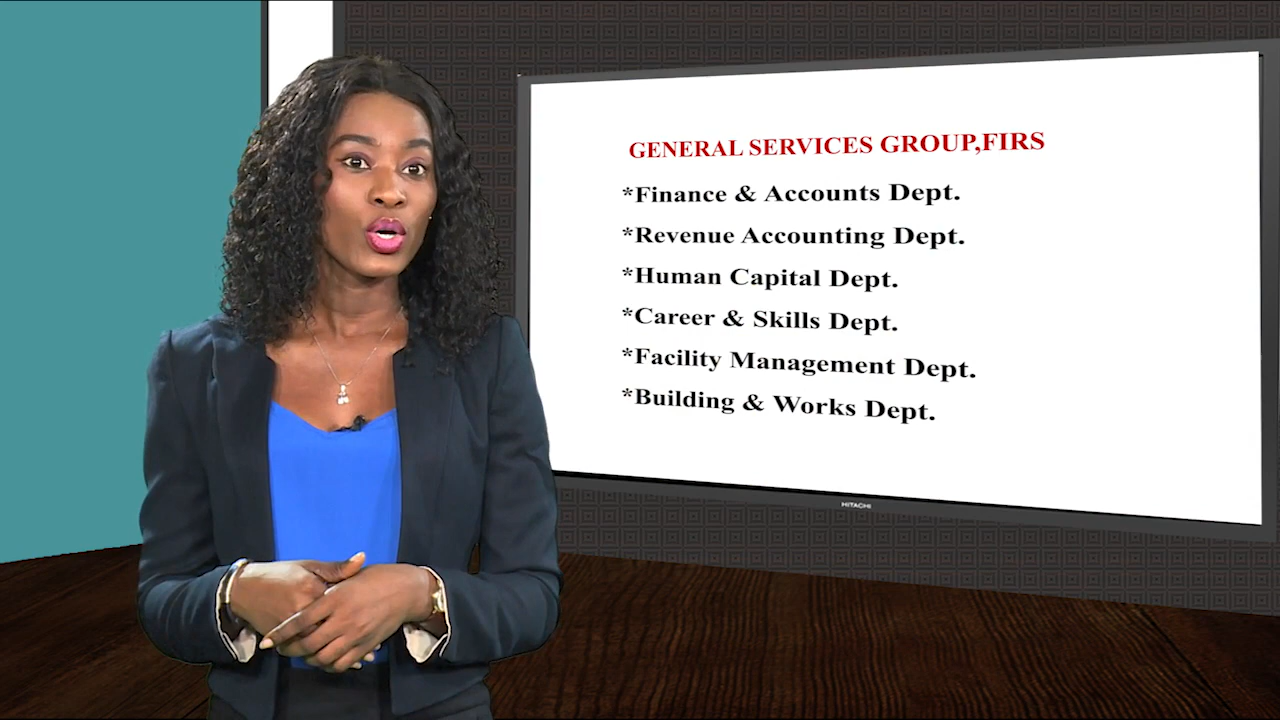 GENERAL SERVICES GROUP,FIRS
*Finance & Accounts Dept.
*Revenue Accounting Dept.
*Human Capital Dept.
*Career & Skills Dept.
*Facility Management Dept.
*Building & Works Dept.
HITACHI